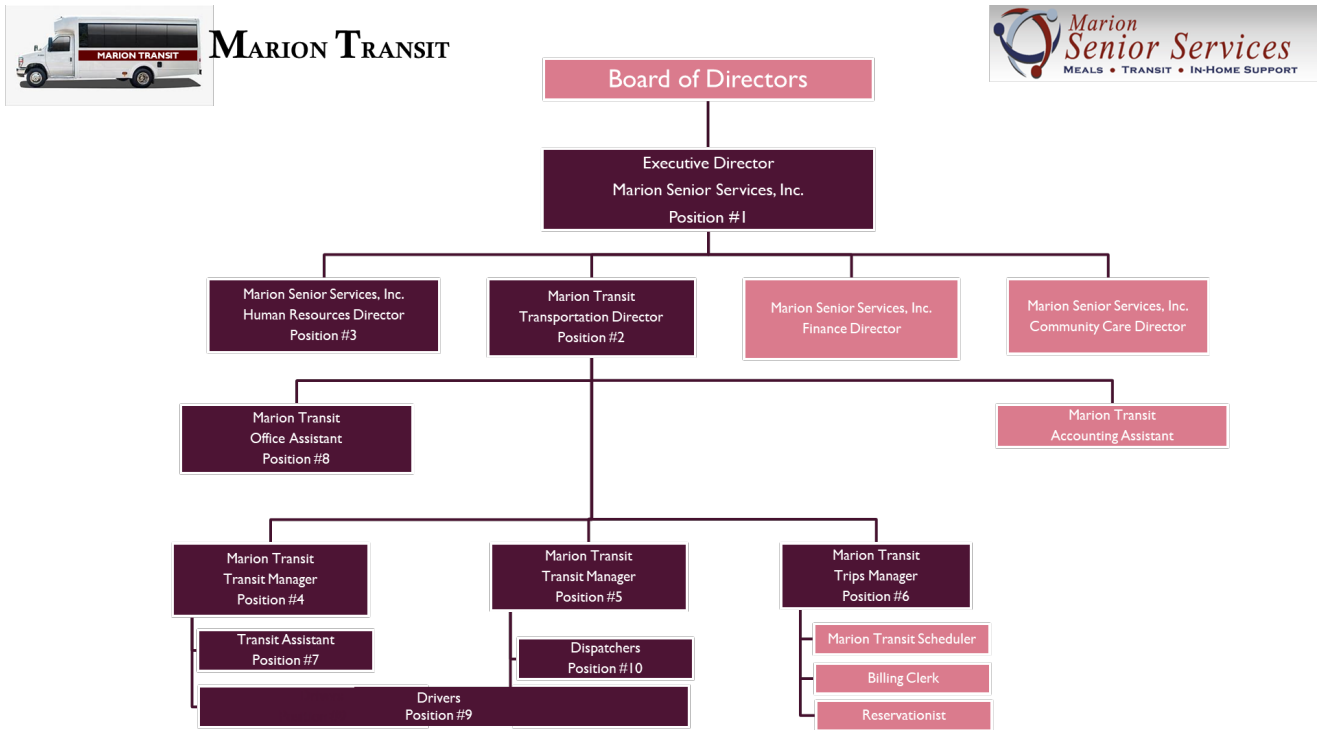 MARION TRANSIT
MARION TRANSIT
Marion
Senior Services
MEALS • TRANSIT • IN-HOME SUPPORT
Board of Directors
Executive Director
Marion Senior Services, Inc.
Position #1
Marion Senior Services, Inc.
Human Resources Director
Position #3
Marion Transit
Transportation Director
Position #2
Marion Senior Services, Inc.
Finance Director
Marion Senior Services, Inc.
Community Care Director
Marion Transit
Office Assistant
Position #8
Marion Transit
Accounting Assistant
Marion Transit
Transit Manager
Position #4
Marion Transit
Transit Manager
Position #5
Marion Transit
Trips Manager
Position #6
Transit Assistant
Position #7
Dispatchers
Position #10
Drivers
Position #9
Marion Transit Scheduler
Billing Clerk
Reservationist